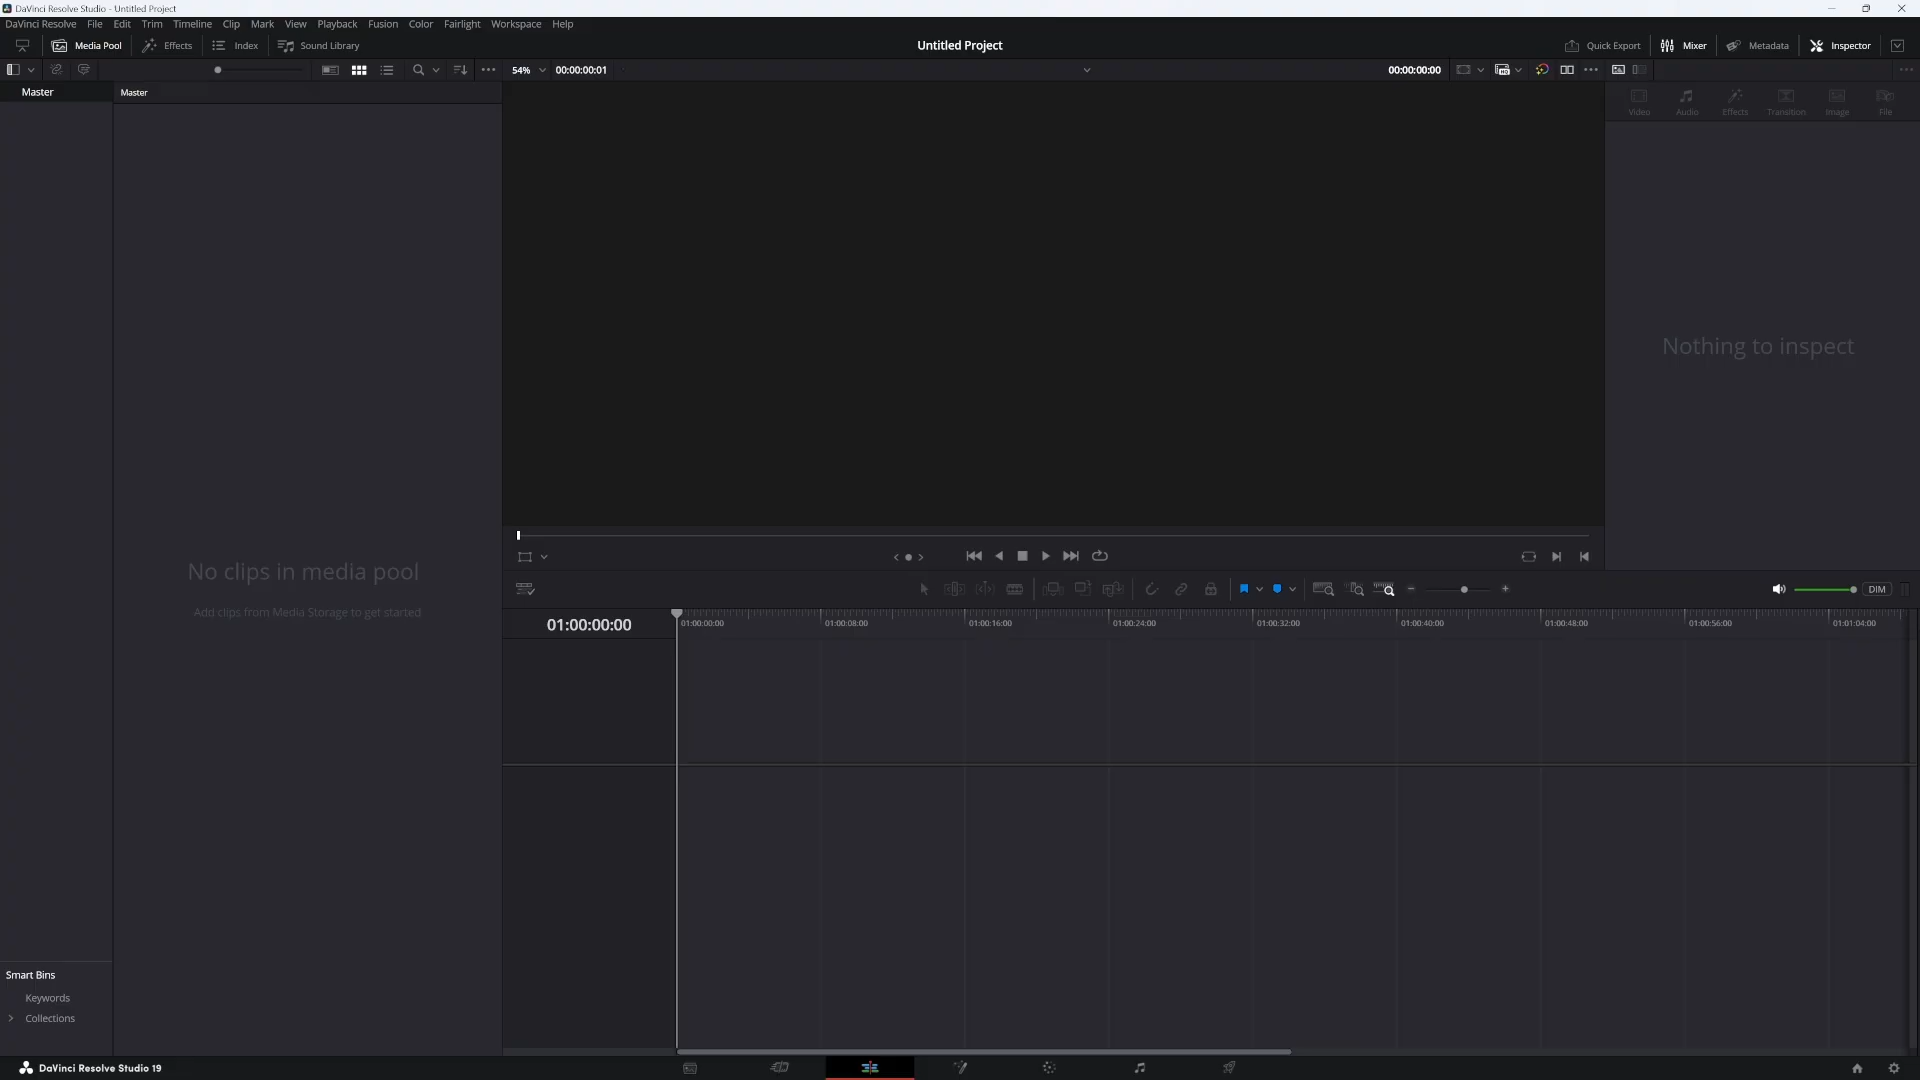 DaVinci Resolve Studio - Untitled Project
DaVinci Resolve File Edit Trim Timeline Clip Mark View Playback Fusion Color Fairlight Workspace Help
Media Pool Effects Index Sound Library Untitled Project Quick Export Mixer Metadata Inspector
54% 00:00:00:01 00:00:00:00
Master Master
Video Audio Effects Transition Image File
Nothing to inspect
No clips in media pool
Add clips from Media Storage to get started
DIM
01:00:00:00
01:00:00:00 01:00:08:00 01:00:16:00 01:00:24:00 01:00:32:00 01:00:40:00 01:00:48:00 01:00:56:00 01:01:04:00
Smart Bins
Keywords
Collections
DaVinci Resolve Studio 19